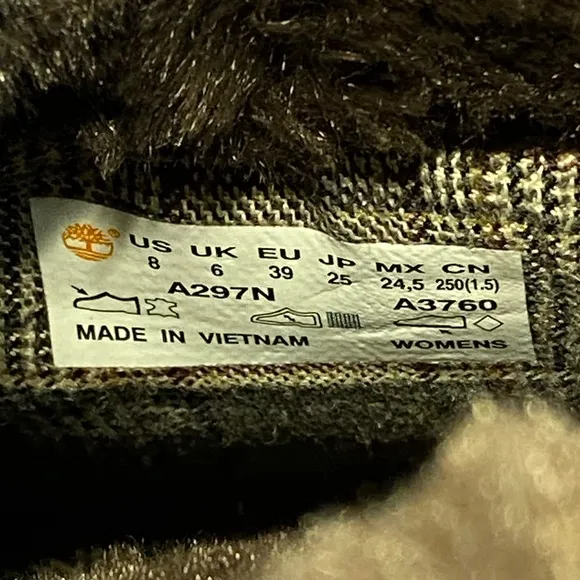 US UK EU JP MX CN
8 6 39 25 24,5 250(1.5)
A297N A3760
MADE IN VIETNAM WOMENS